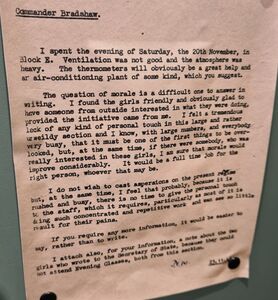 Commander Bradshaw.
I spent the evening of Saturday, the 20th November, in
Block E. Ventilation was not good and the atmosphere was
heavy. The thermometers will obviously be a great help and
an air-conditioning plant of some kind, which you suggest.
The question of morale is a difficult one to answer in
writing. I found the girls friendly and obviously glad to
have someone from outside interested in what they were doing,
provided the initiative came from me. I felt a tremendous
lack of any kind of personal touch in this large and rather
unwieldy section and I know, with large numbers, and everybody
very busy, that it must be one of the first things to be over-
looked, but, at the same time, if there were somebody, who was
really interested in these girls, I am sure that morale would
improve considerably. It would be a full time job for the
right person, whoever that may be.
I do not wish to cast aspersions on the present régime
but, at the same time, I feel that probably, everybody is
rushed and busy, there is no time to give the personal touch
to the staff, which it requires, particularly as most of it is
doing much concentrated and repetitive work and see so little
result for their pains.
If you require any more information, it would be easier to
say, rather than to write.
I attach also, for your information, a note about the two
girls who wrote to the Secretary of State, because they could
not attend Evening Classes, both from this section.